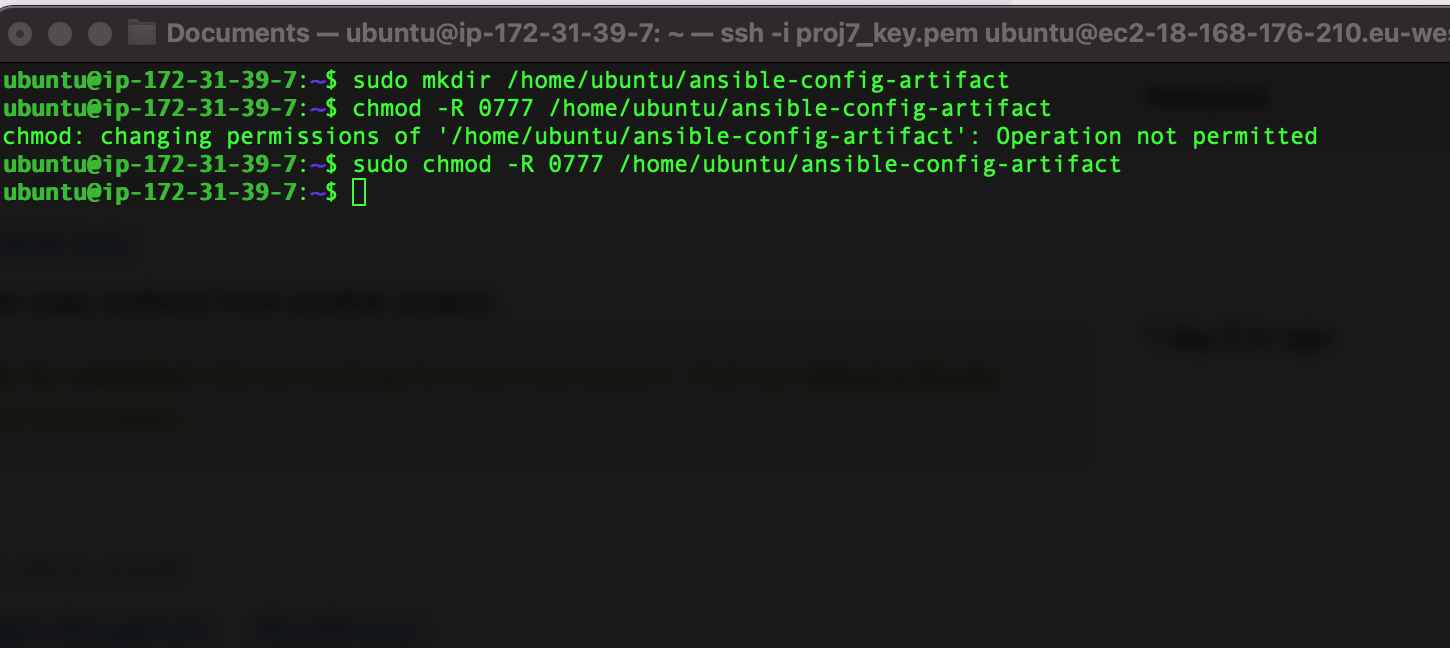 Documents — ubuntu@ip-172-31-39-7: ~ — ssh -i proj7_key.pem ubuntu@ec2-18-168-176-210.eu-wes
ubuntu@ip-172-31-39-7:~$ sudo mkdir /home/ubuntu/ansible-config-artifact
ubuntu@ip-172-31-39-7:~$ chmod -R 0777 /home/ubuntu/ansible-config-artifact
chmod: changing permissions of '/home/ubuntu/ansible-config-artifact': Operation not permitted
ubuntu@ip-172-31-39-7:~$ sudo chmod -R 0777 /home/ubuntu/ansible-config-artifact
ubuntu@ip-172-31-39-7:~$